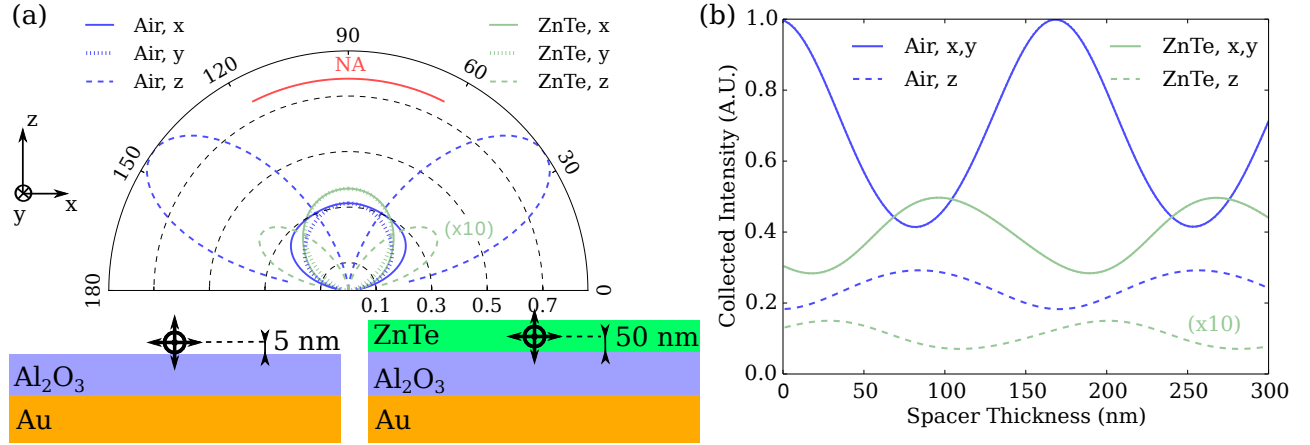 (a)
Air, x
Air, y
Air, z
ZnTe, x
ZnTe, y
ZnTe, z
90
NA
120
60
150
30
180
0
0.1
0.3
0.5
0.7
(x10)
z
y
x
5 nm
Al₂O₃
Au
ZnTe
50 nm
Al₂O₃
Au
(b)
Air, x,y
Air, z
ZnTe, x,y
ZnTe, z
(x10)
Collected Intensity (A.U.)
1.0
0.8
0.6
0.4
0.2
0.0
0
50
100
150
200
250
300
Spacer Thickness (nm)